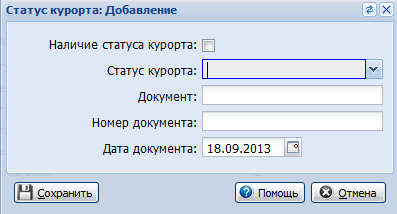 Статус курорта: Добавление
Наличие статуса курорта:
Статус курорта:
Документ:
Номер документа:
Дата документа: 18.09.2013
Сохранить Помощь Отмена